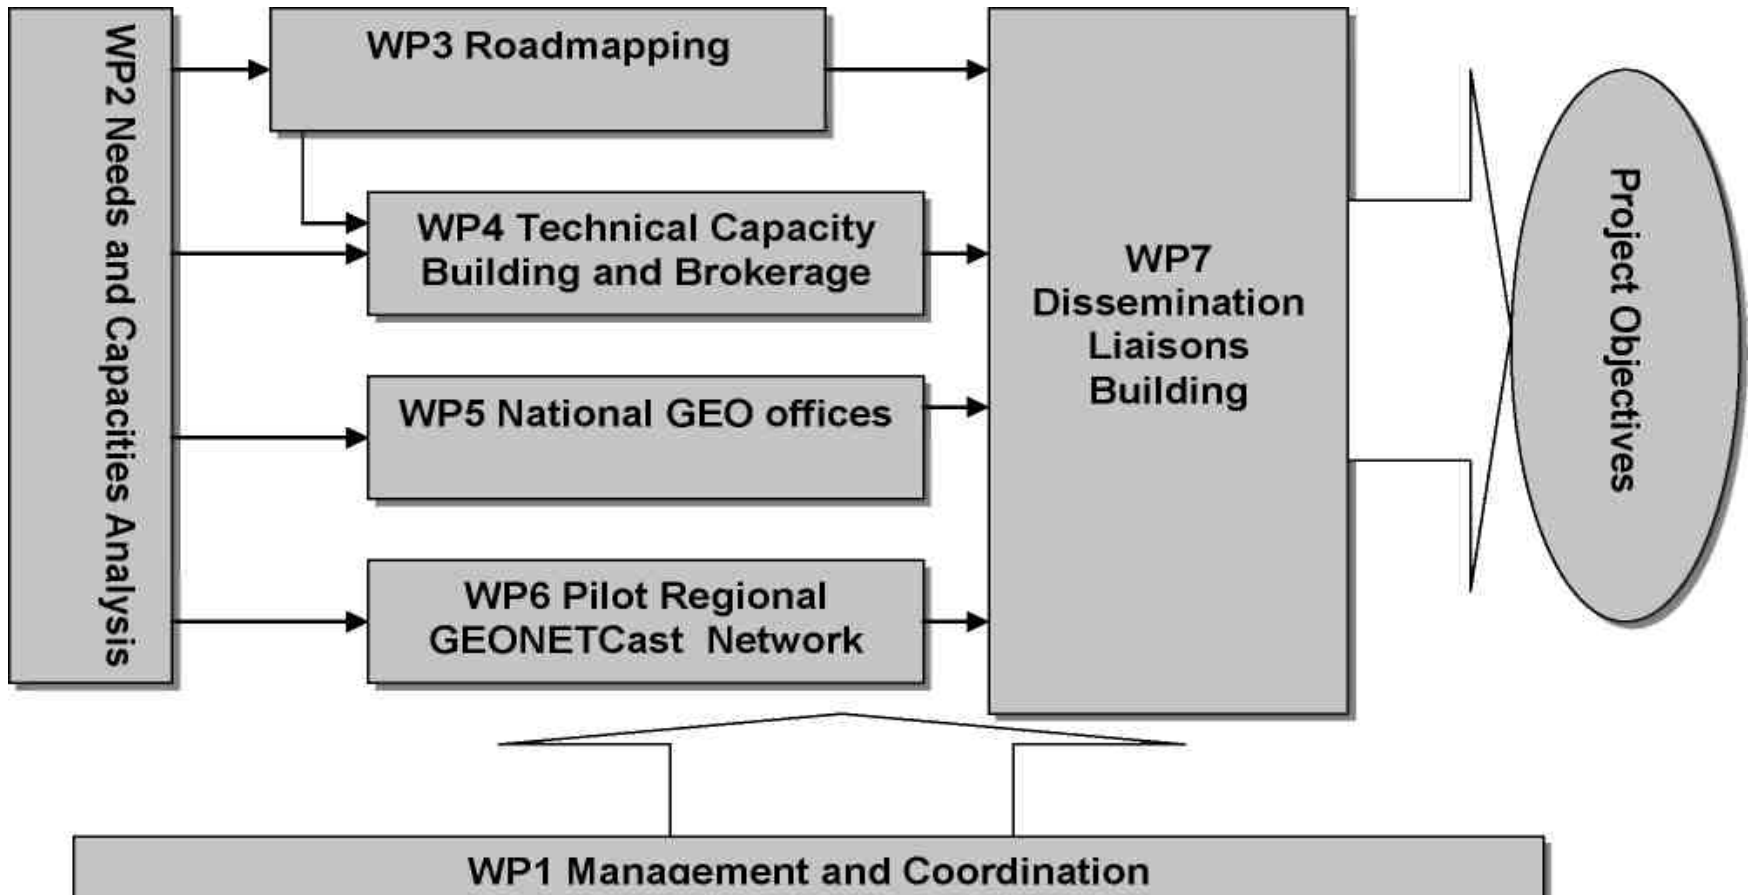 WP2 Needs and Capacities Analysis
WP3 Roadmapping
WP4 Technical Capacity
Building and Brokerage
WP5 National GEO offices
WP6 Pilot Regional
GEONETCast  Network
WP7
Dissemination
Liaisons
Building
Project Objectives
WP1 Management and Coordination